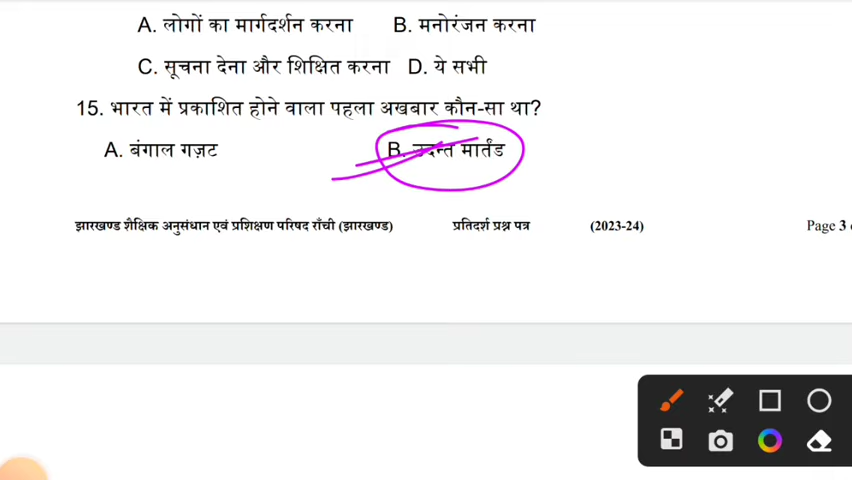 A. लोगों का मार्गदर्शन करना B. मनोरंजन करना
C. सूचना देना और शिक्षित करना D. ये सभी
15. भारत में प्रकाशित होने वाला पहला अखबार कौन-सा था?
A. बंगाल गज़ट B. उदन्त मार्तंड
झारखण्ड शैक्षिक अनुसंधान एवं प्रशिक्षण परिषद राँची (झारखण्ड) प्रतिदर्श प्रश्न पत्र (2023-24) Page 3